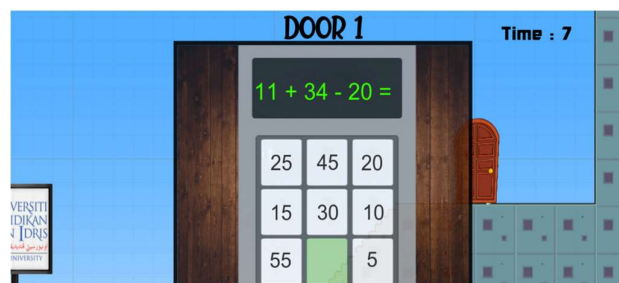 DOOR 1
Time : 7
11 + 34 - 20 =
25 45 20
15 30 10
55 5
VERSITI
IDIKAN
N IDRIS
UNIVERSITY